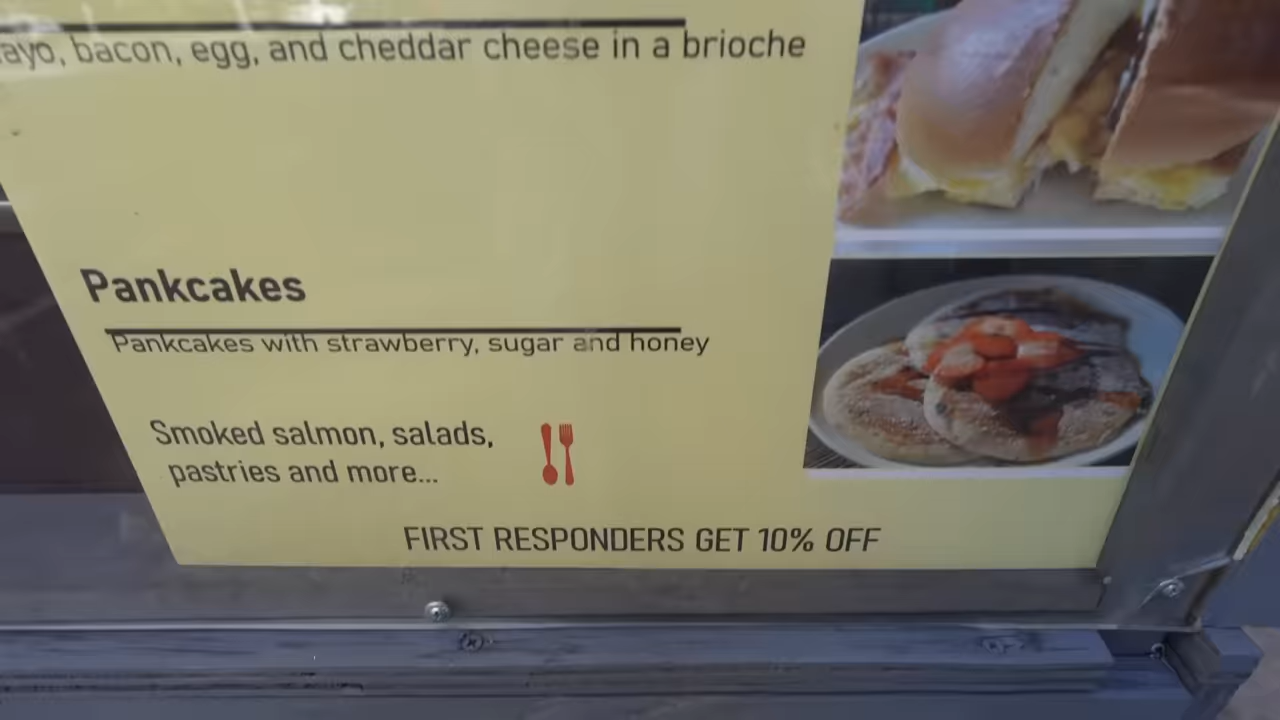 bacon, egg, and cheddar cheese in a brioche
Pankcakes
Pankcakes with strawberry, sugar and honey
Smoked salmon, salads,
pastries and more...
FIRST RESPONDERS GET 10% OFF